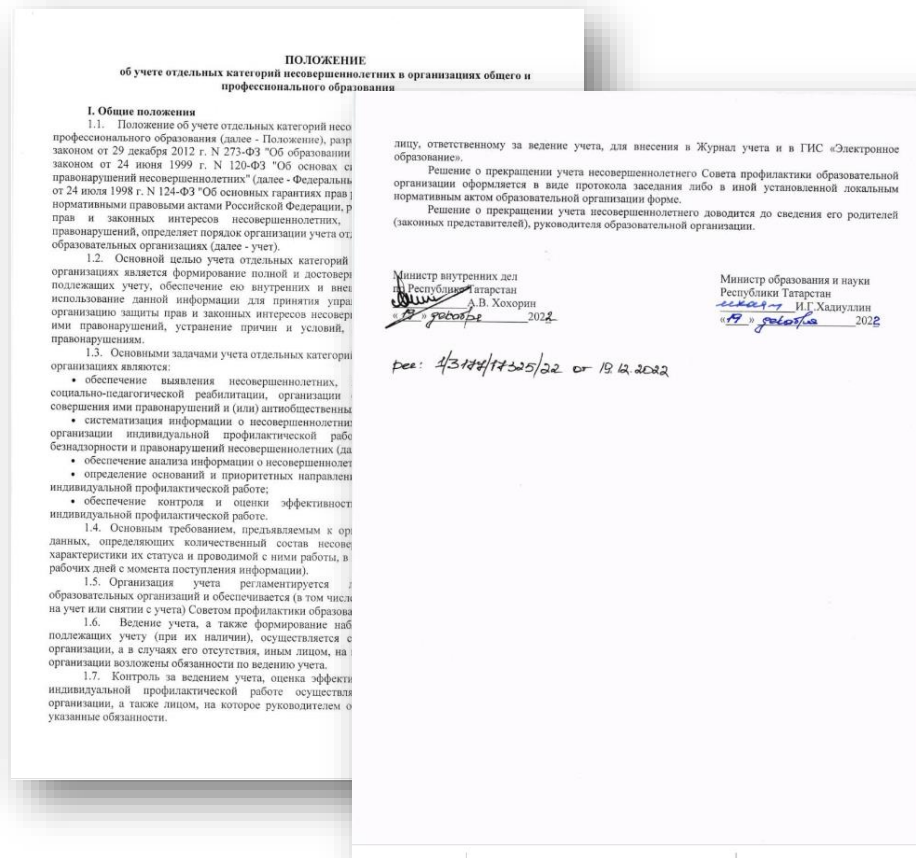 ПОЛОЖЕНИЕ
об учете отдельных категорий несовершеннолетних в организациях общего и
профессионального образования
I. Общие положения
1.1. Положение об учете отдельных категорий несо
профессионального образования (далее - Положение), разр
законом от 29 декабря 2012 г. N 273-ФЗ "Об образовании
законом от 24 июня 1999 г. N 120-ФЗ "Об основах си
правонарушений несовершеннолетних" (далее - Федеральн
от 24 июля 1998 г. N 124-ФЗ "Об основных гарантиях прав
нормативными правовыми актами Российской Федерации, р
прав и законных интересов несовершеннолетних,
правонарушений, определяет порядок организации учета от
образовательных организациях (далее - учет).
1.2. Основной целью учета отдельных категорий
организациях является формирование полной и достовер
подлежащих учету, обеспечение ею внутренних и внеш
использование данной информации для принятия упра
организацию защиты прав и законных интересов несовер
ими правонарушений, устранение причин и условий,
правонарушениям.
1.3. Основными задачами учета отдельных категори
организациях являются:
• обеспечение выявления несовершеннолетних,
социально-педагогической реабилитации, организации
совершения ими правонарушений и (или) антиобщественны
• систематизация информации о несовершеннолетни
организации индивидуальной профилактической рабо
безнадзорности и правонарушений несовершеннолетних (да
• обеспечение анализа информации о несовершеннолет
• определение оснований и приоритетных направлени
индивидуальной профилактической работе;
• обеспечение контроля и оценки эффективност
индивидуальной профилактической работе.
1.4. Основным требованием, предъявляемым к ор
данных, определяющих количественный состав несове
характеристики их статуса и проводимой с ними работы, в
рабочих дней с момента поступления информации).
1.5. Организация учета регламентируется
образовательных организаций и обеспечивается (в том числе
на учет или снятии с учета) Советом профилактики образова
1.6. Ведение учета, а также формирование наб
подлежащих учету (при их наличии), осуществляется с
организации, а в случаях его отсутствия, иным лицом, на
организации возложены обязанности по ведению учета.
1.7. Контроль за ведением учета, оценка эффекти
индивидуальной профилактической работе осуществля
организации, а также лицом, на которое руководителем о
указанные обязанности.
лицу, ответственному за ведение учета, для внесения в Журнал учета и в ГИС «Электронное
образование».
Решение о прекращении учета несовершеннолетнего Совета профилактики образовательной
организации оформляется в виде протокола заседания либо в иной установленной локальным
нормативным актом образовательной организации форме.
Решение о прекращении учета несовершеннолетнего доводится до сведения его родителей
(законных представителей), руководителя образовательной организации.
Министр внутренних дел
по Республике Татарстан
А.В. Хохорин
«19» декабря 2022
Министр образования и науки
Республики Татарстан
И.Г.Хадиуллин
«19» декабря 2022
рег: 1/3177/17325/22 от 19.12.2022